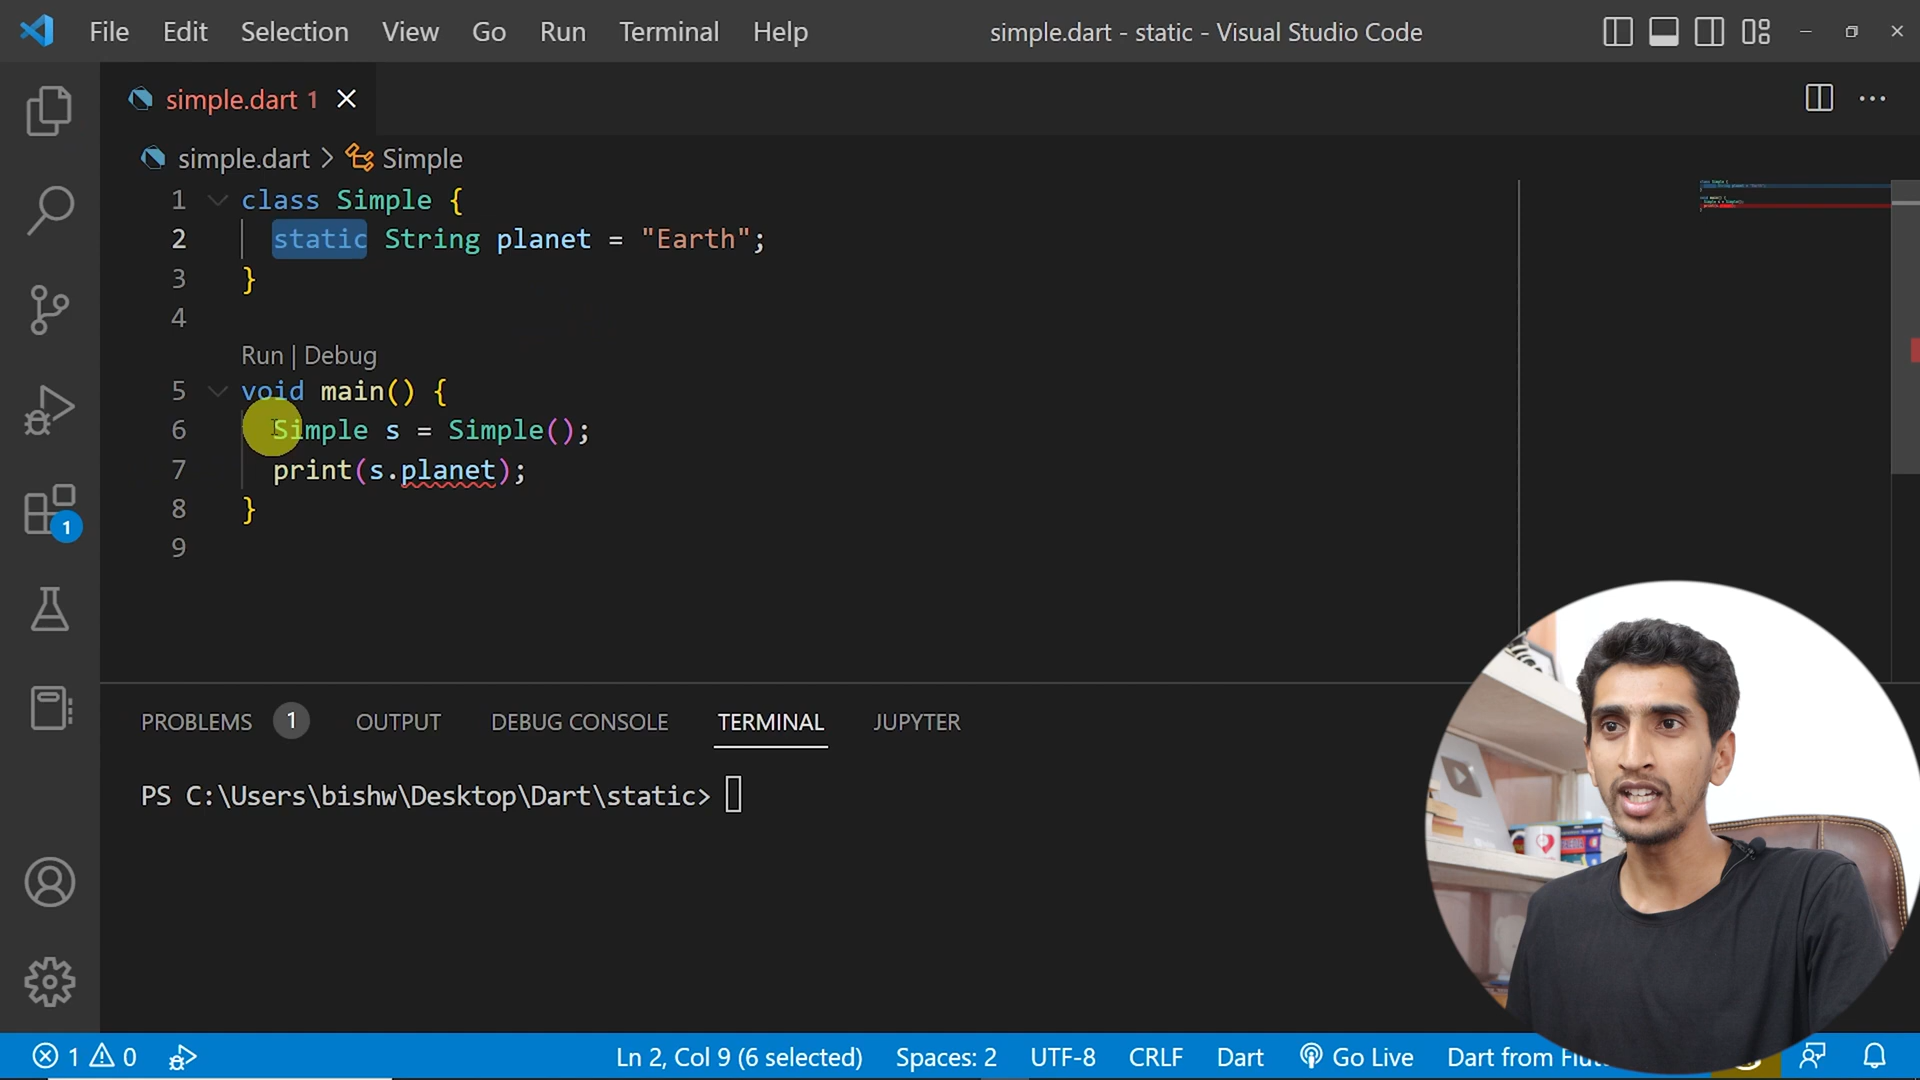 File Edit Selection View Go Run Terminal Help simple.dart - static - Visual Studio Code
simple.dart 1
simple.dart > Simple
1 class Simple {
2 static String planet = "Earth";
3 }
4
Run | Debug
5 void main() {
6 Simple s = Simple();
7 print(s.planet);
8 }
9
1
PROBLEMS 1 OUTPUT DEBUG CONSOLE TERMINAL JUPYTER
PS C:\Users\bishw\Desktop\Dart\static>
1 0 Ln 2, Col 9 (6 selected) Spaces: 2 UTF-8 CRLF Dart Go Live Dart from